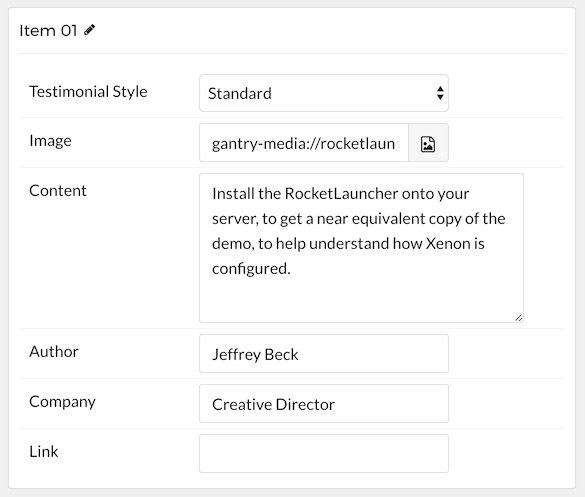 Item 01
Testimonial Style
Standard
Image
gantry-media://rocketlaun
Content
Install the RocketLauncher onto your
server, to get a near equivalent copy of the
demo, to help understand how Xenon is
configured.
Author
Jeffrey Beck
Company
Creative Director
Link